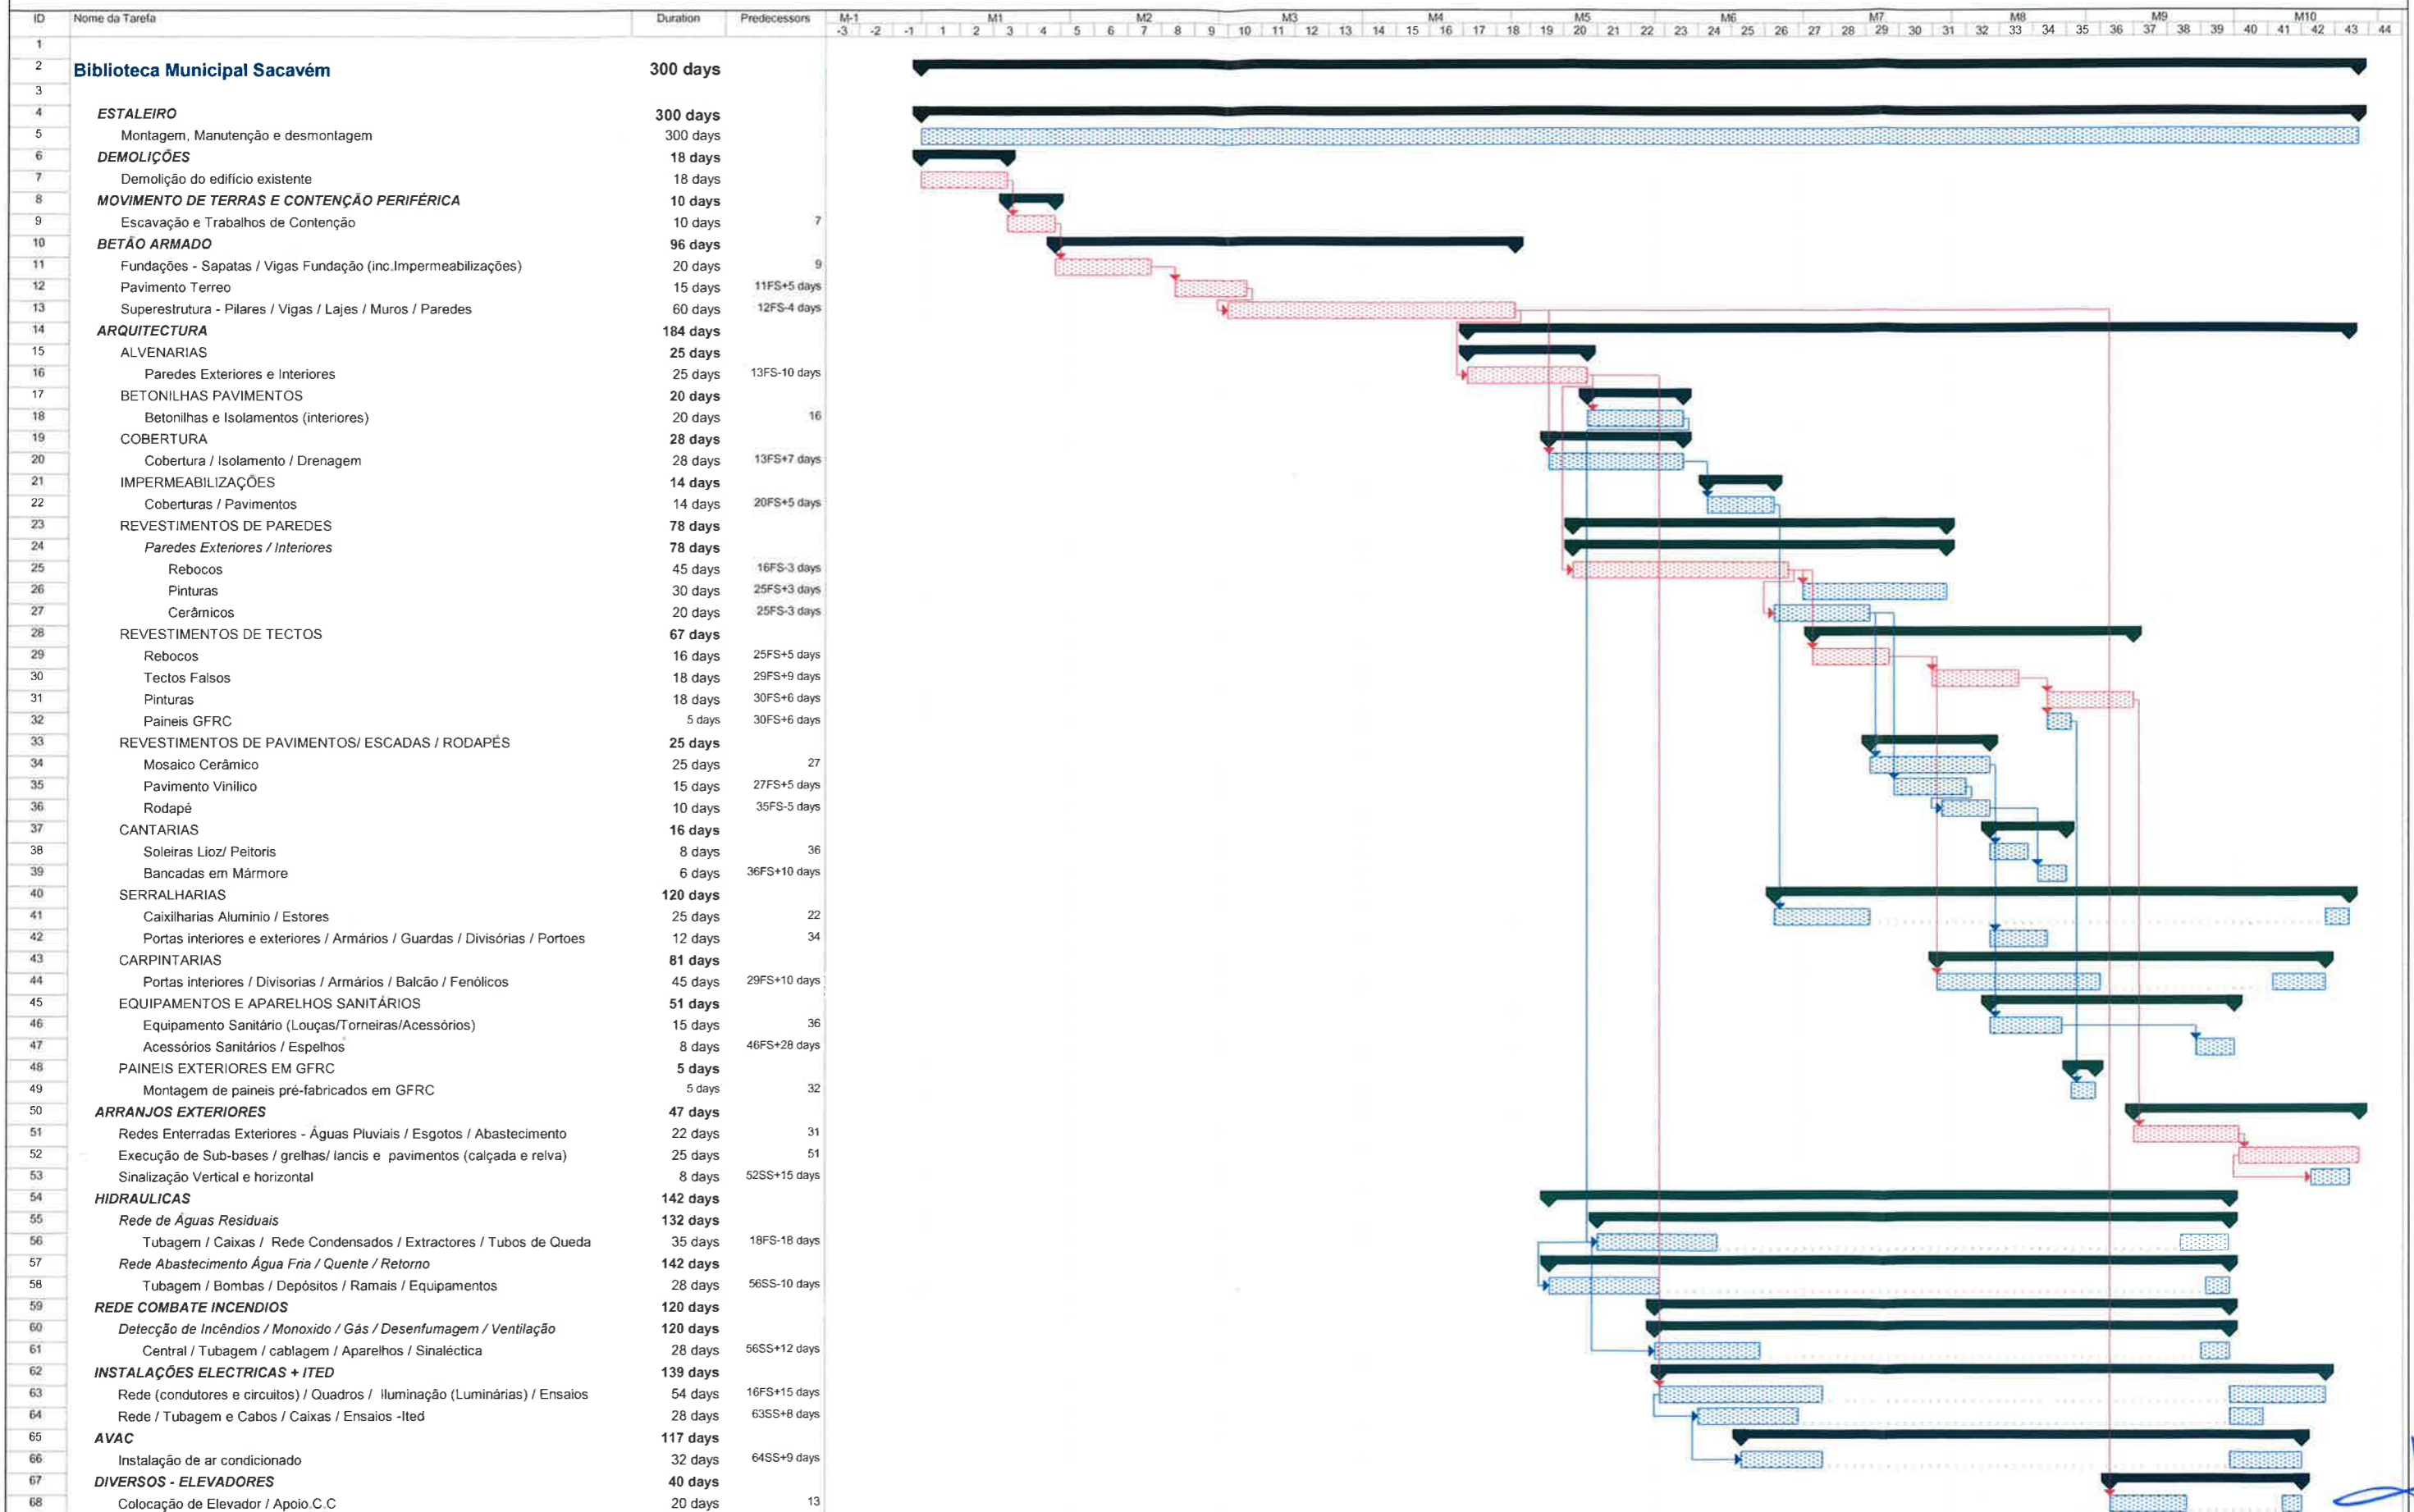 ID Nome da Tarefa Duration Predecessors M-1 M1 M2 M3 M4 M5 M6 M7 M8 M9 M10
-3 -2 -1 1 2 3 4 5 6 7 8 9 10 11 12 13 14 15 16 17 18 19 20 21 22 23 24 25 26 27 28 29 30 31 32 33 34 35 36 37 38 39 40 41 42 43 44
1
2 Biblioteca Municipal Sacavém 300 days
3
4 ESTALEIRO 300 days
5 Montagem, Manutenção e desmontagem 300 days
6 DEMOLIÇÕES 18 days
7 Demolição do edifício existente 18 days
8 MOVIMENTO DE TERRAS E CONTENÇÃO PERIFÉRICA 10 days
9 Escavação e Trabalhos de Contenção 10 days 7
10 BETÃO ARMADO 96 days
11 Fundações - Sapatas / Vigas Fundação (inc.Impermeabilizações) 20 days 9
12 Pavimento Terreo 15 days 11FS+5 days
13 Superestrutura - Pilares / Vigas / Lajes / Muros / Paredes 60 days 12FS-4 days
14 ARQUITECTURA 184 days
15 ALVENARIAS 25 days
16 Paredes Exteriores e Interiores 25 days 13FS-10 days
17 BETONILHAS PAVIMENTOS 20 days
18 Betonilhas e Isolamentos (interiores) 20 days 16
19 COBERTURA 28 days
20 Cobertura / Isolamento / Drenagem 28 days 13FS+7 days
21 IMPERMEABILIZAÇÕES 14 days
22 Coberturas / Pavimentos 14 days 20FS+5 days
23 REVESTIMENTOS DE PAREDES 78 days
24 Paredes Exteriores / Interiores 78 days
25 Rebocos 45 days 16FS-3 days
26 Pinturas 30 days 25FS+3 days
27 Cerâmicos 20 days 25FS-3 days
28 REVESTIMENTOS DE TECTOS 67 days
29 Rebocos 16 days 25FS+5 days
30 Tectos Falsos 18 days 29FS+9 days
31 Pinturas 18 days 30FS+6 days
32 Paineis GFRC 5 days 30FS+6 days
33 REVESTIMENTOS DE PAVIMENTOS/ ESCADAS / RODAPÉS 25 days
34 Mosaico Cerâmico 25 days 27
35 Pavimento Vinílico 15 days 27FS+5 days
36 Rodapé 10 days 35FS-5 days
37 CANTARIAS 16 days
38 Soleiras Lioz/ Peitoris 8 days 36
39 Bancadas em Mármore 6 days 36FS+10 days
40 SERRALHARIAS 120 days
41 Caixilharias Aluminio / Estores 25 days 22
42 Portas interiores e exteriores / Armários / Guardas / Divisórias / Portoes 12 days 34
43 CARPINTARIAS 81 days
44 Portas interiores / Divisorias / Armários / Balcão / Fenólicos 45 days 29FS+10 days
45 EQUIPAMENTOS E APARELHOS SANITÁRIOS 51 days
46 Equipamento Sanitário (Louças/Torneiras/Acessórios) 15 days 36
47 Acessórios Sanitários / Espelhos 8 days 46FS+28 days
48 PAINEIS EXTERIORES EM GFRC 5 days
49 Montagem de paineis pré-fabricados em GFRC 5 days 32
50 ARRANJOS EXTERIORES 47 days
51 Redes Enterradas Exteriores - Águas Pluviais / Esgotos / Abastecimento 22 days 31
52 Execução de Sub-bases / grelhas/ lancis e pavimentos (calçada e relva) 25 days 51
53 Sinalização Vertical e horizontal 8 days 52SS+15 days
54 HIDRAULICAS 142 days
55 Rede de Águas Residuais 132 days
56 Tubagem / Caixas / Rede Condensados / Extractores / Tubos de Queda 35 days 18FS-18 days
57 Rede Abastecimento Água Fria / Quente / Retorno 142 days
58 Tubagem / Bombas / Depósitos / Ramais / Equipamentos 28 days 56SS-10 days
59 REDE COMBATE INCENDIOS 120 days
60 Detecção de Incêndios / Monoxido / Gás / Desenfumagem / Ventilação 120 days
61 Central / Tubagem / cablagem / Aparelhos / Sinaléctica 28 days 56SS+12 days
62 INSTALAÇÕES ELECTRICAS + ITED 139 days
63 Rede (condutores e circuitos) / Quadros / Iluminação (Luminárias) / Ensaios 54 days 16FS+15 days
64 Rede / Tubagem e Cabos / Caixas / Ensaios -Ited 28 days 63SS+8 days
65 AVAC 117 days
66 Instalação de ar condicionado 32 days 64SS+9 days
67 DIVERSOS - ELEVADORES 40 days
68 Colocação de Elevador / Apoio.C.C 20 days 13